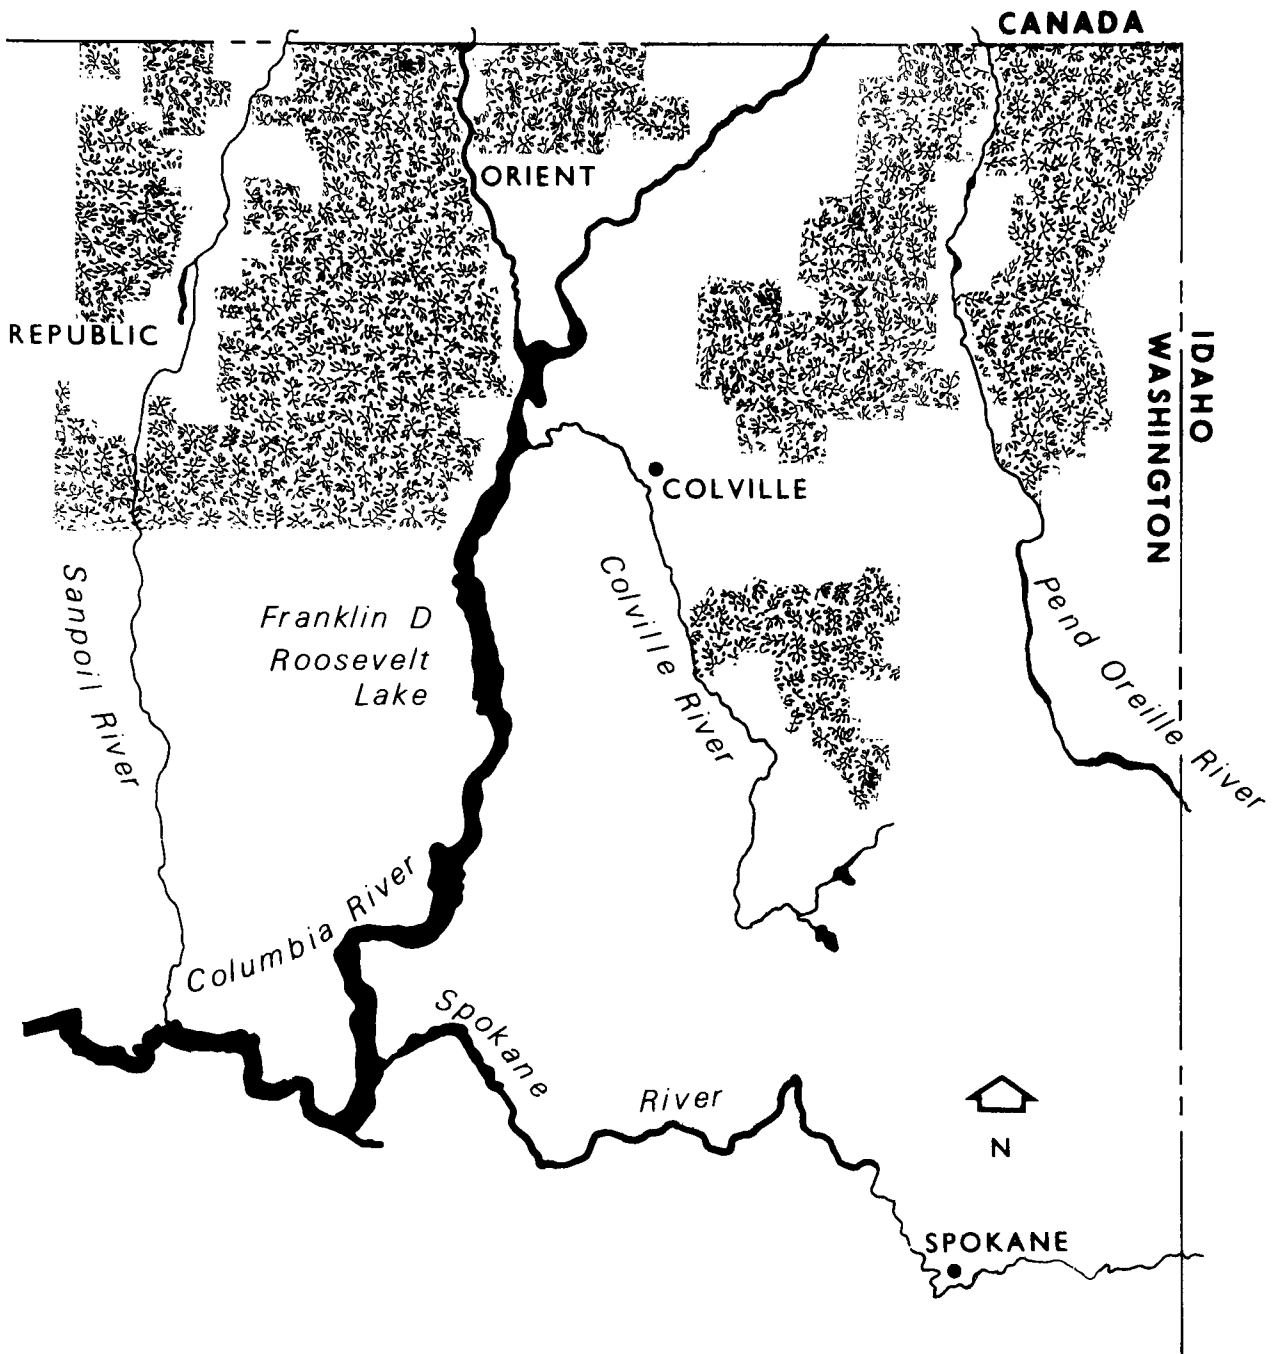 CANADA
ORIENT
REPUBLIC
IDAHO
WASHINGTON
COLVILLE
Sanpoil River
Franklin D
Roosevelt
Lake
Colville River
Pend Oreille River
Columbia River
Spokane
River
N
SPOKANE